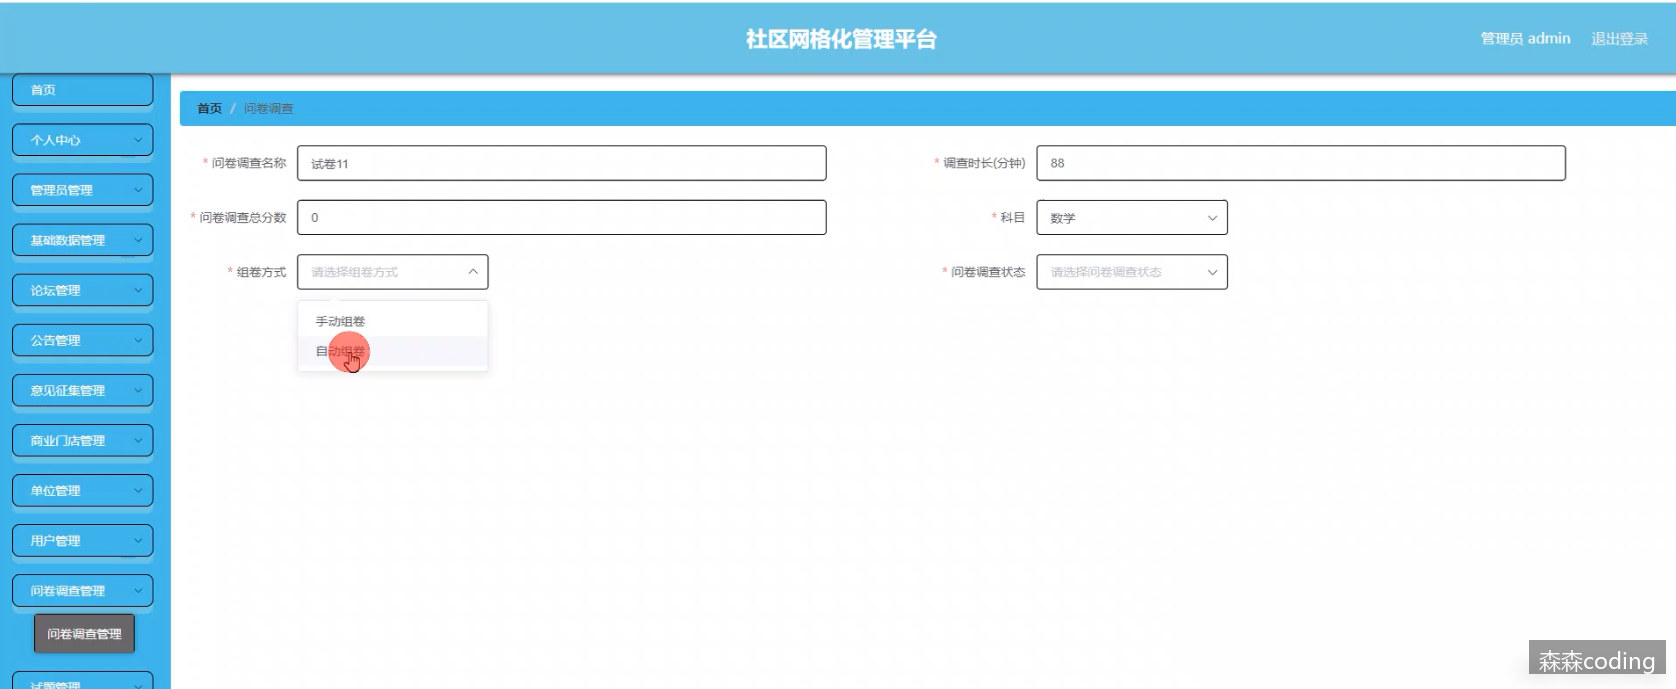 社区网格化管理平台
管理员 admin 退出登录
首页
个人中心
管理员管理
基础数据管理
论坛管理
公告管理
意见征集管理
商业门店管理
单位管理
用户管理
问卷调查管理
问卷调查管理
试题管理
首页 / 问卷调查
* 问卷调查名称 试卷11
* 调查时长(分钟) 88
* 问卷调查总分数 0
* 科目 数学
* 组卷方式 请选择组卷方式
* 问卷调查状态 请选择问卷调查状态
手动组卷
自动组卷
森森coding